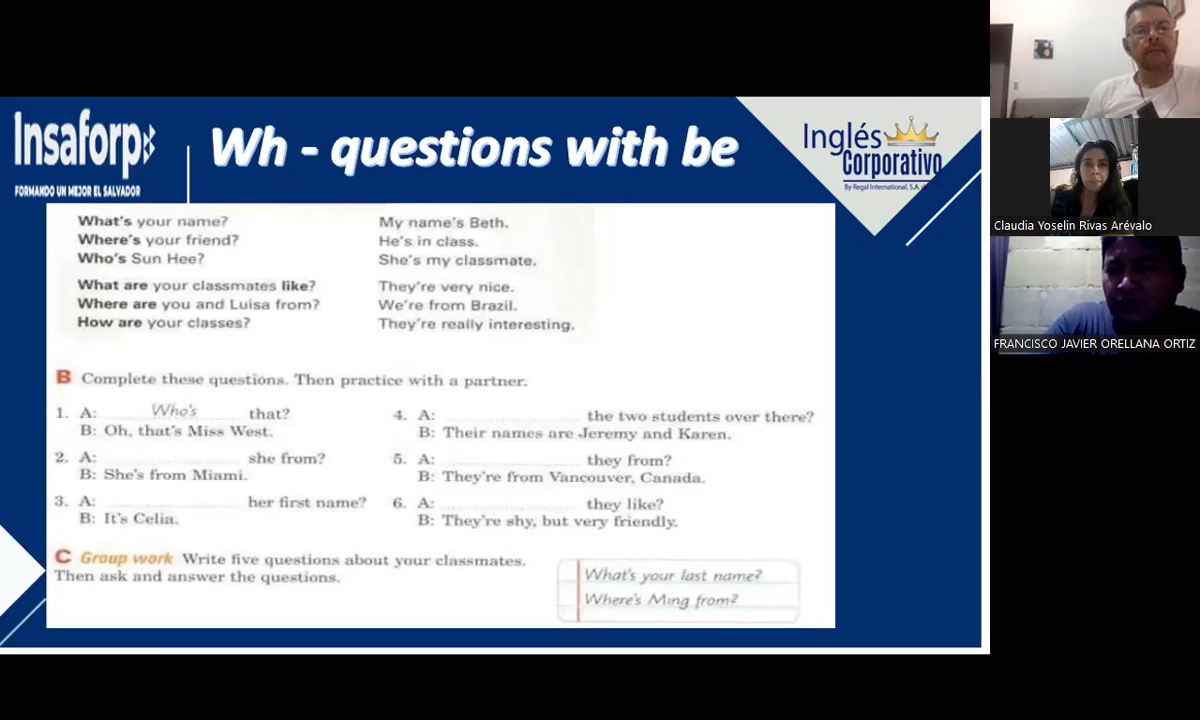 Insaforp
FORMANDO UN MEJOR EL SALVADOR
Wh - questions with be
Inglés
Corporativo
By Regal International, S.A. d
What's your name? My name's Beth.
Where's your friend? He's in class.
Who's Sun Hee? She's my classmate.
What are your classmates like? They're very nice.
Where are you and Luisa from? We're from Brazil.
How are your classes? They're really interesting.
B Complete these questions. Then practice with a partner.
1. A: Who's that?
B: Oh, that's Miss West.
2. A: she from?
B: She's from Miami.
3. A: her first name?
B: It's Celia.
4. A: the two students over there?
B: Their names are Jeremy and Karen.
5. A: they from?
B: They're from Vancouver, Canada.
6. A: they like?
B: They're shy, but very friendly.
C Group work Write five questions about your classmates.
Then ask and answer the questions.
What's your last name?
Where's Ming from?
Claudia Yoselin Rivas Arévalo
FRANCISCO JAVIER ORELLANA ORTIZ